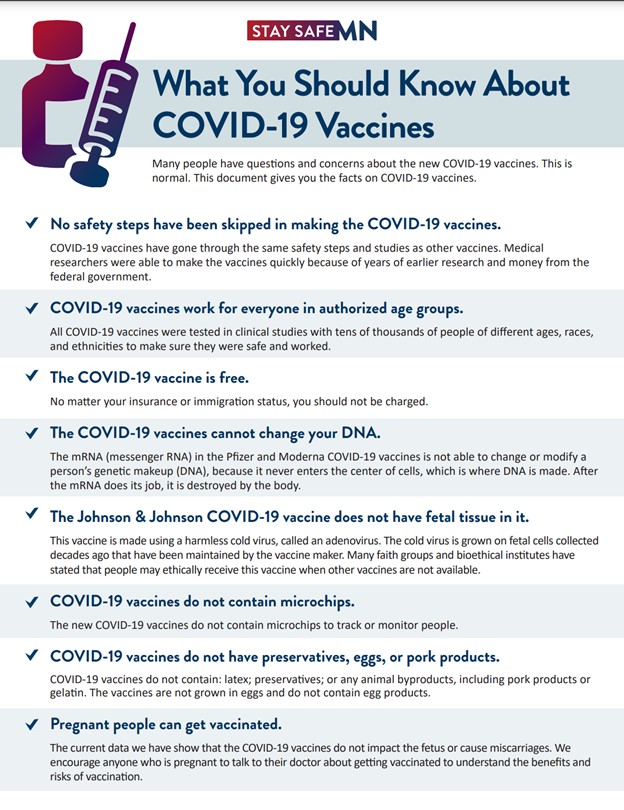 STAY SAFE MN
What You Should Know About
COVID-19 Vaccines
Many people have questions and concerns about the new COVID-19 vaccines. This is
normal. This document gives you the facts on COVID-19 vaccines.
No safety steps have been skipped in making the COVID-19 vaccines.
COVID-19 vaccines have gone through the same safety steps and studies as other vaccines. Medical
researchers were able to make the vaccines quickly because of years of earlier research and money from the
federal government.
COVID-19 vaccines work for everyone in authorized age groups.
All COVID-19 vaccines were tested in clinical studies with tens of thousands of people of different ages, races,
and ethnicities to make sure they were safe and worked.
The COVID-19 vaccine is free.
No matter your insurance or immigration status, you should not be charged.
The COVID-19 vaccines cannot change your DNA.
The mRNA (messenger RNA) in the Pfizer and Moderna COVID-19 vaccines is not able to change or modify a
person's genetic makeup (DNA), because it never enters the center of cells, which is where DNA is made. After
the mRNA does its job, it is destroyed by the body.
The Johnson & Johnson COVID-19 vaccine does not have fetal tissue in it.
This vaccine is made using a harmless cold virus, called an adenovirus. The cold virus is grown on fetal cells collected
decades ago that have been maintained by the vaccine maker. Many faith groups and bioethical institutes have
stated that people may ethically receive this vaccine when other vaccines are not available.
COVID-19 vaccines do not contain microchips.
The new COVID-19 vaccines do not contain microchips to track or monitor people.
COVID-19 vaccines do not have preservatives, eggs, or pork products.
COVID-19 vaccines do not contain: latex; preservatives; or any animal byproducts, including pork products or
gelatin. The vaccines are not grown in eggs and do not contain egg products.
Pregnant people can get vaccinated.
The current data we have show that the COVID-19 vaccines do not impact the fetus or cause miscarriages. We
encourage anyone who is pregnant to talk to their doctor about getting vaccinated to understand the benefits and
risks of vaccination.